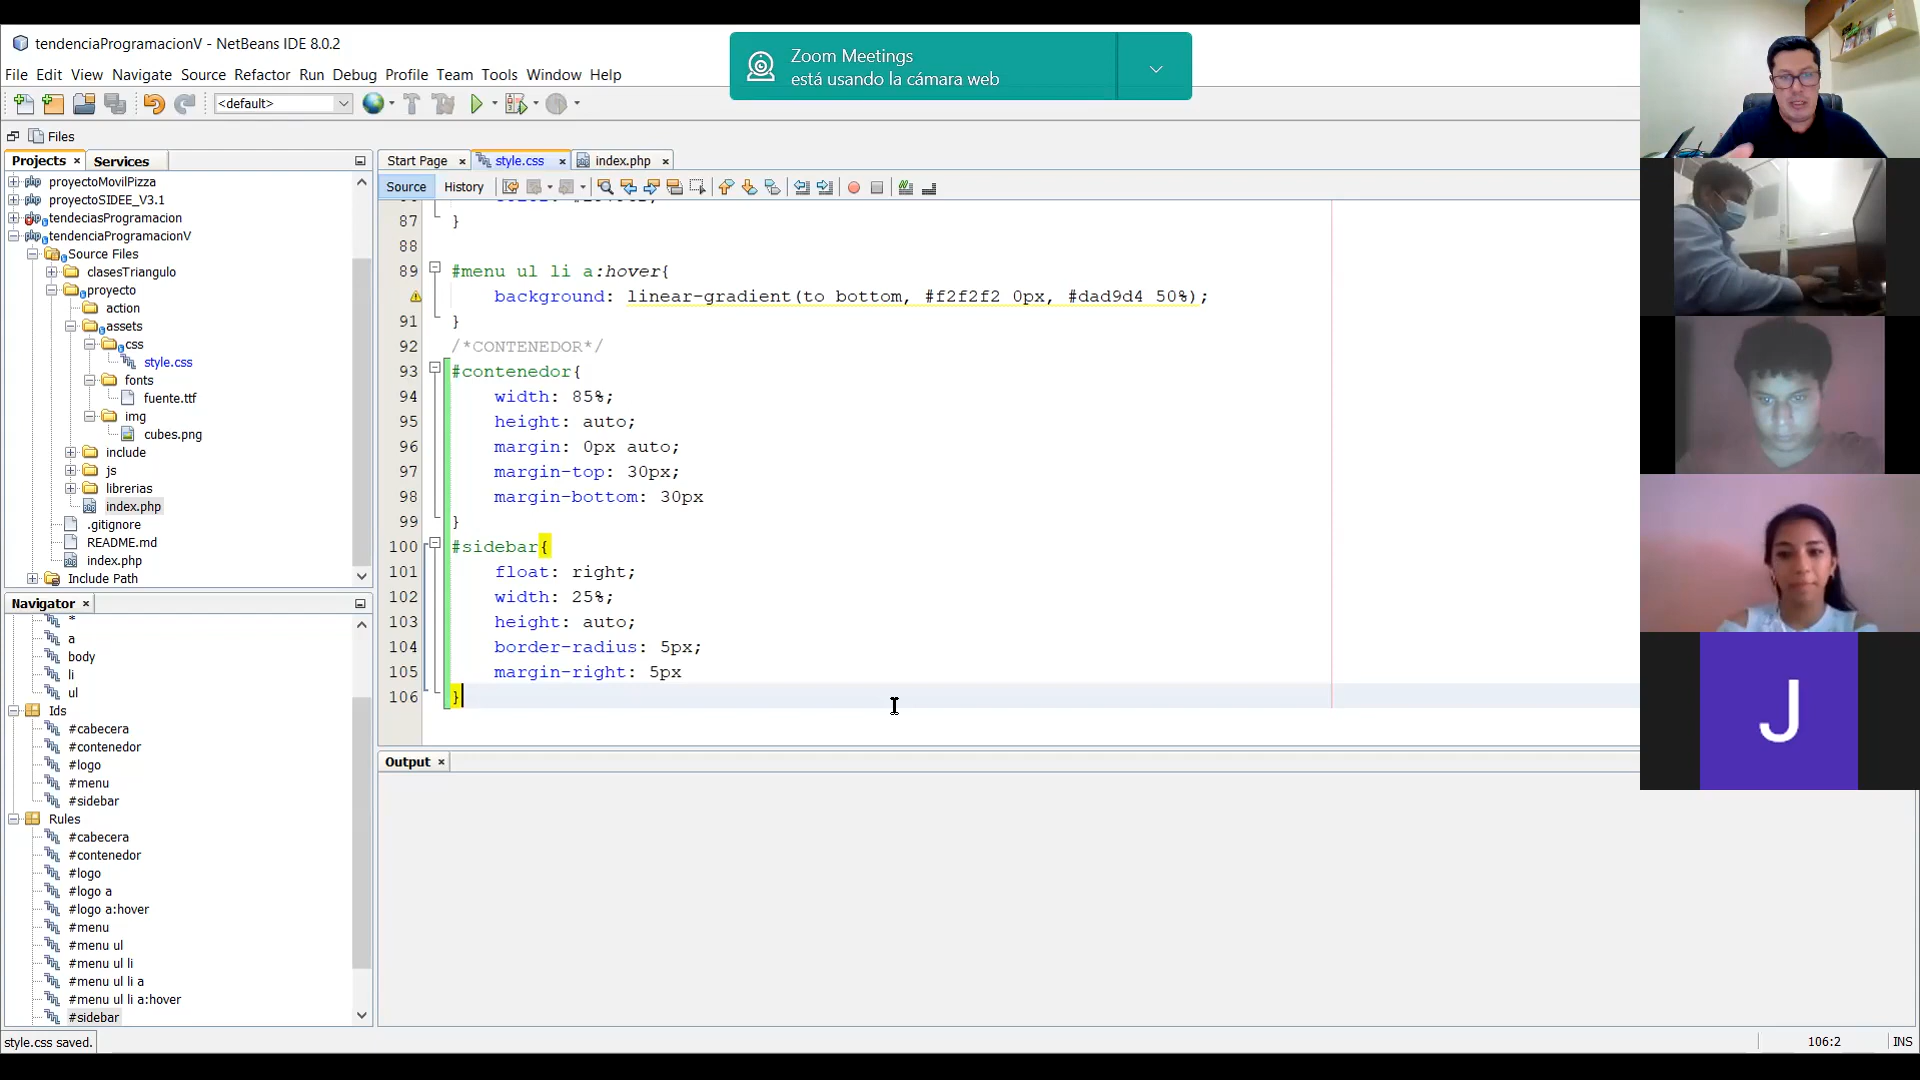 tendenciaProgramacionV - NetBeans IDE 8.0.2
Zoom Meetings
está usando la cámara web
File Edit View Navigate Source Refactor Run Debug Profile Team Tools Window Help
<default>
Files
Projects Services
proyectoMovilPizza
proyectoSIDEE_V3.1
tendeciasProgramacion
tendenciaProgramacionV
Source Files
clasesTriangulo
proyecto
action
assets
css
style.css
fonts
fuente.ttf
img
cubes.png
include
js
librerias
index.php
.gitignore
README.md
index.php
Include Path
Navigator
*
a
body
li
ul
Ids
#cabecera
#contenedor
#logo
#menu
#sidebar
Rules
#cabecera
#contenedor
#logo
#logo a
#logo a:hover
#menu
#menu ul
#menu ul li
#menu ul li a
#menu ul li a:hover
#sidebar
Start Page style.css index.php
Source History
87 }
88
89 #menu ul li a:hover{
background: linear-gradient(to bottom, #f2f2f2 0px, #dad9d4 50%);
91 }
92 /*CONTENEDOR*/
93 #contenedor{
94 width: 85%;
95 height: auto;
96 margin: 0px auto;
97 margin-top: 30px;
98 margin-bottom: 30px
99 }
100 #sidebar{
101 float: right;
102 width: 25%;
103 height: auto;
104 border-radius: 5px;
105 margin-right: 5px
106 }
Output
J
style.css saved.
106:2 INS